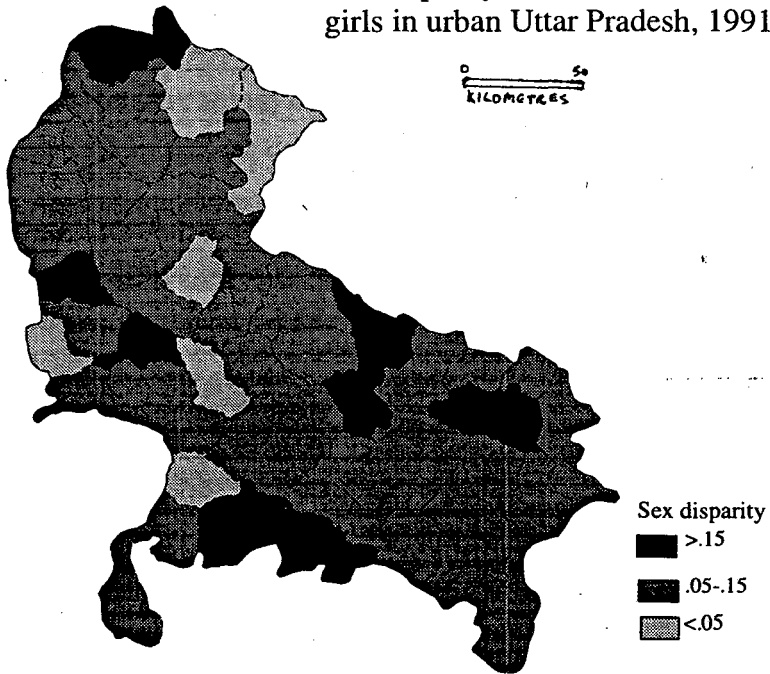 girls in urban Uttar Pradesh, 1991
0 50
KILOMETRES
Sex disparity
>.15
.05-.15
<.05